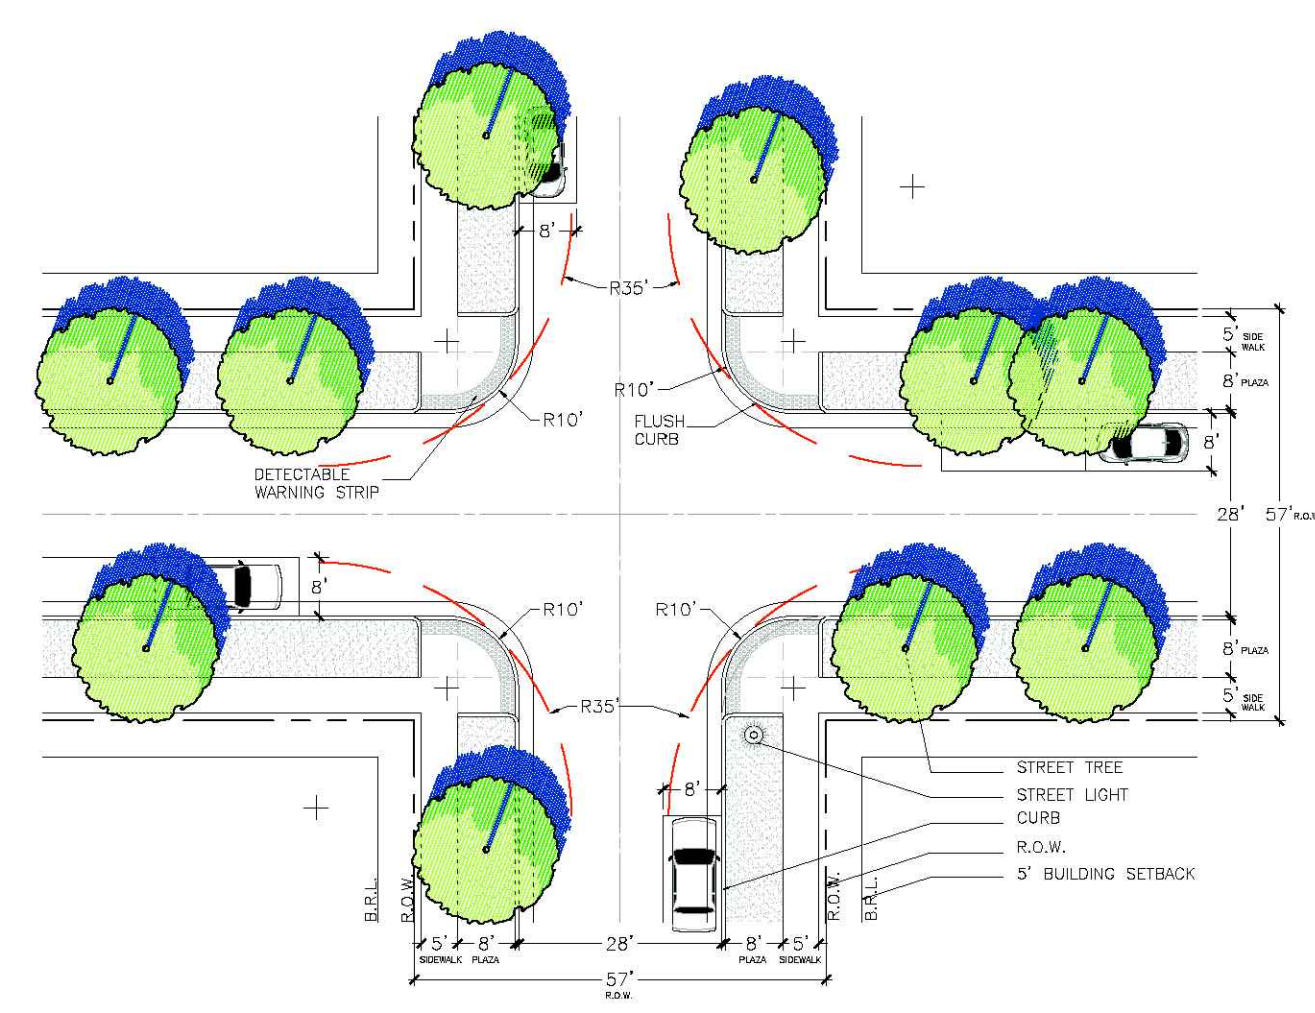 8'
R35'
5' SIDE
WALK
8' PLAZA
R10'
R10'
FLUSH
CURB
8'
DETECTABLE
WARNING STRIP
28'
57' R.O.W
8'
R10'
R10'
8' PLAZA
5' SIDE
WALK
R35'
STREET TREE
8'
STREET LIGHT
CURB
R.O.W.
5' BUILDING SETBACK
B.R.L.
R.O.W.
R.O.W.
B.R.L.
5' 8' 28' 8' 5'
SIDEWALK PLAZA PLAZA SIDEWALK
57'
R.O.W.